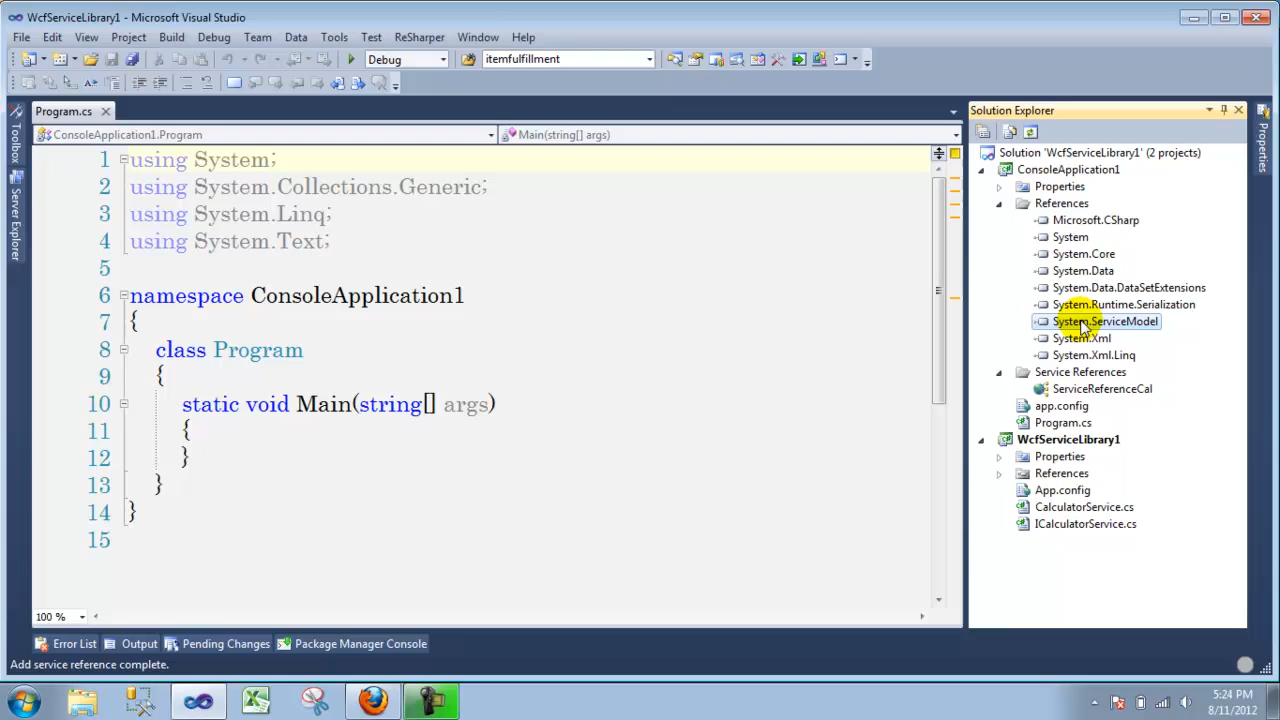 WcfServiceLibrary1 - Microsoft Visual Studio
File Edit View Project Build Debug Team Data Tools Test ReSharper Window Help
Debug itemfulfillment
Program.cs
ConsoleApplication1.Program Main(string[] args)
1 using System;
2 using System.Collections.Generic;
3 using System.Linq;
4 using System.Text;
5
6 namespace ConsoleApplication1
7 {
8 class Program
9 {
10 static void Main(string[] args)
11 {
12 }
13 }
14 }
15
100 %
Toolbox
Server Explorer
Solution Explorer
Solution 'WcfServiceLibrary1' (2 projects)
ConsoleApplication1
Properties
References
Microsoft.CSharp
System
System.Core
System.Data
System.Data.DataSetExtensions
System.Runtime.Serialization
System.ServiceModel
System.Xml
System.Xml.Linq
Service References
ServiceReferenceCal
app.config
Program.cs
WcfServiceLibrary1
Properties
References
App.config
CalculatorService.cs
ICalculatorService.cs
Properties
Error List Output Pending Changes Package Manager Console
Add service reference complete.
5:24 PM
8/11/2012